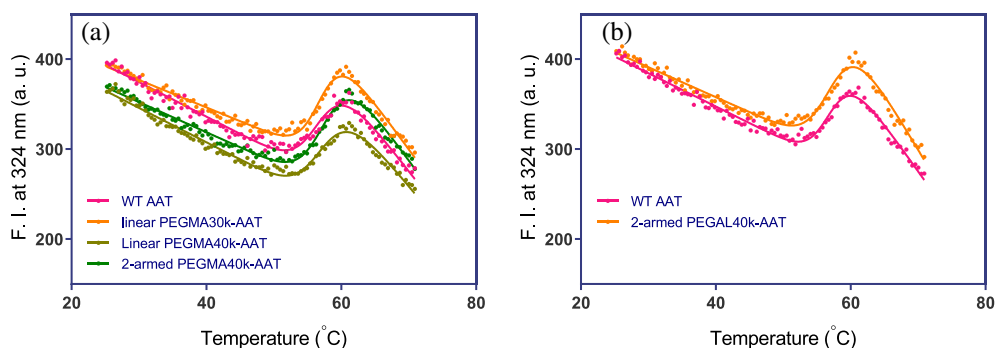 (a)
F. I. at 324 nm (a. u.)
400
300
200
WT AAT
linear PEGMA30k-AAT
Linear PEGMA40k-AAT
2-armed PEGMA40k-AAT
20 40 60 80
Temperature (°C)
(b)
F. I. at 324 nm (a. u.)
400
300
200
WT AAT
2-armed PEGAL40k-AAT
20 40 60 80
Temperature (°C)